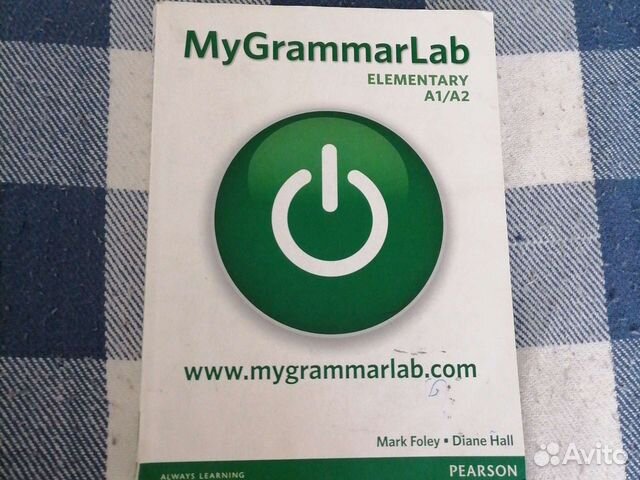 MyGrammarLab
ELEMENTARY
A1/A2
www.mygrammarlab.com
Mark Foley • Diane Hall
ALWAYS LEARNING
PEARSON
Avito